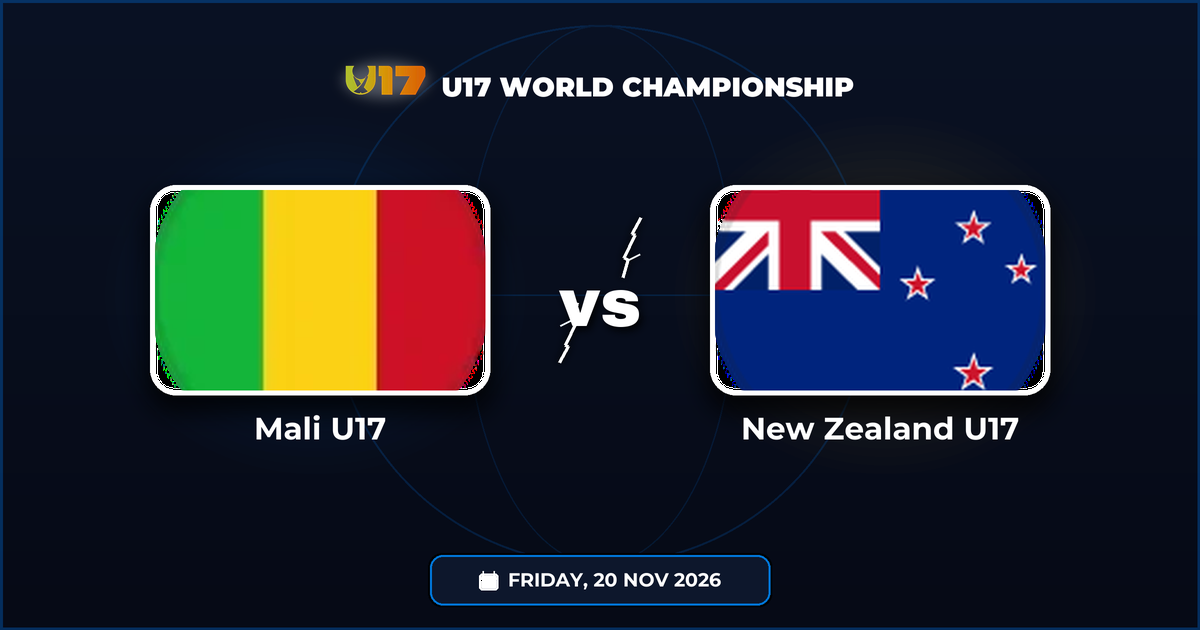 U17 U17 WORLD CHAMPIONSHIP
VS
Mali U17
New Zealand U17
FRIDAY, 20 NOV 2026